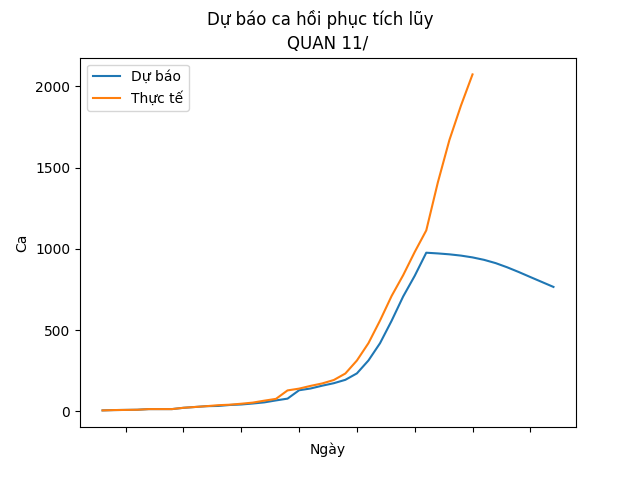 Dự báo ca hồi phục tích lũy
QUAN 11/
Dự báo
Thực tế
2000
1500
1000
500
0
Ca
Ngày